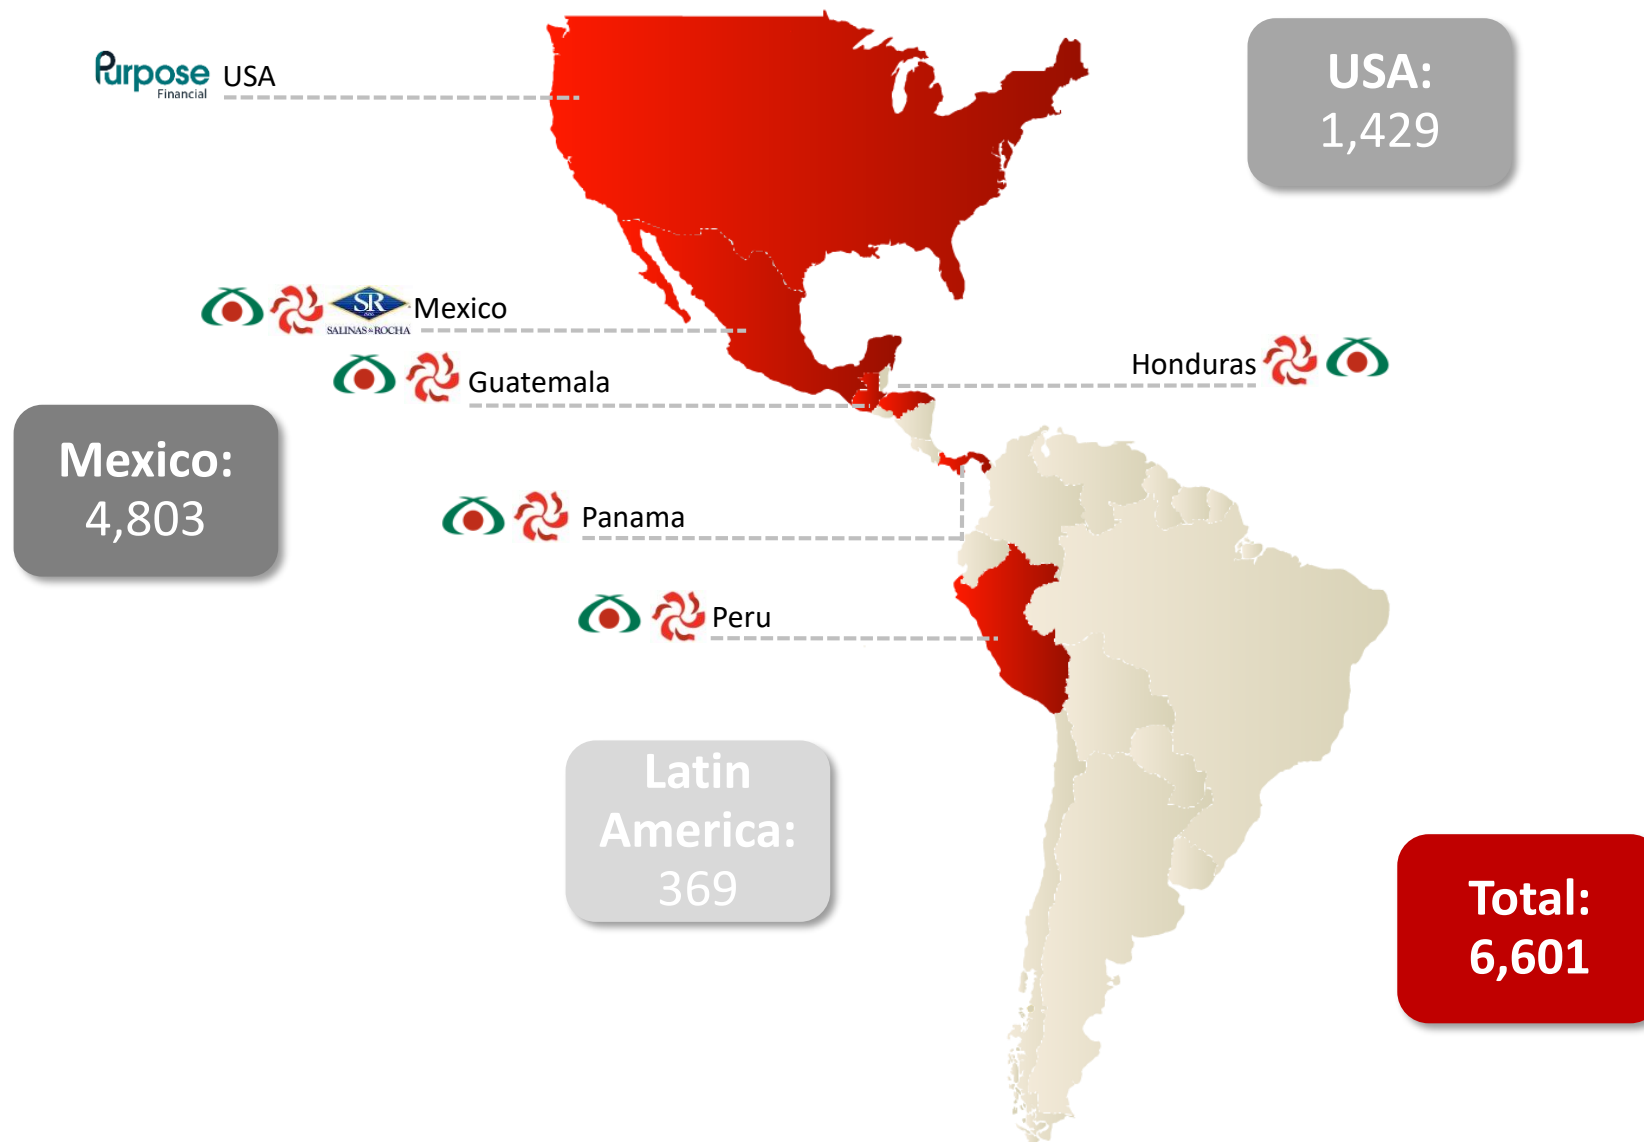 Purpose
Financial
USA
USA:
1,429
SR
SALINAS & ROCHA
Mexico
Guatemala
Honduras
Mexico:
4,803
Panama
Peru
Latin
America:
369
Total:
6,601